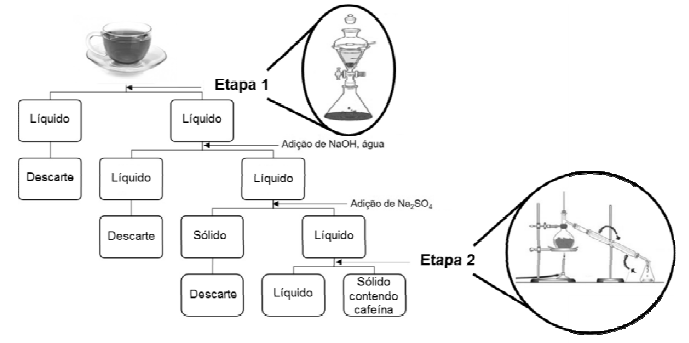 Etapa 1
Líquido
Líquido
Adição de NaOH, água
Descarte
Líquido
Líquido
Adição de Na₂SO₄
Descarte
Sólido
Líquido
Etapa 2
Descarte
Líquido
Sólido
contendo
cafeína